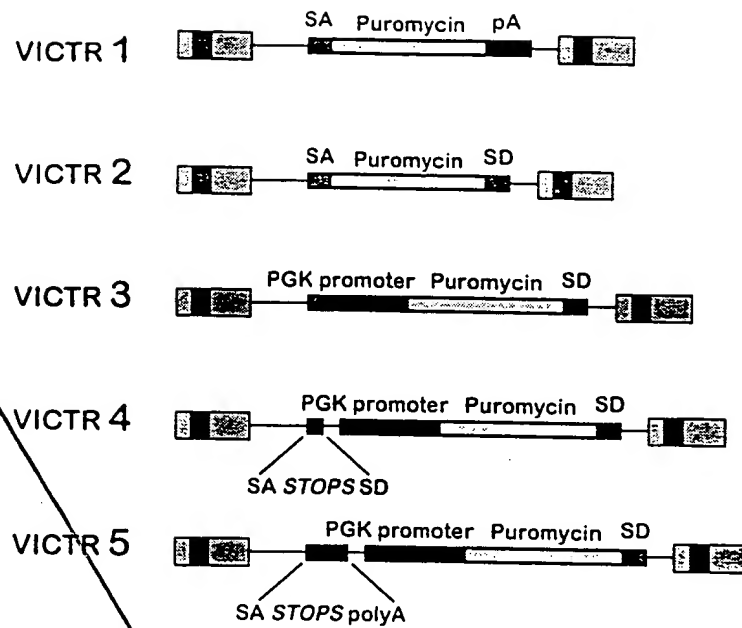 SA Puromycin pA
VICTR 1
SA Puromycin SD
VICTR 2
PGK promoter Puromycin SD
VICTR 3
PGK promoter Puromycin SD
VICTR 4
SA STOPS SD
PGK promoter Puromycin SD
VICTR 5
SA STOPS polyA